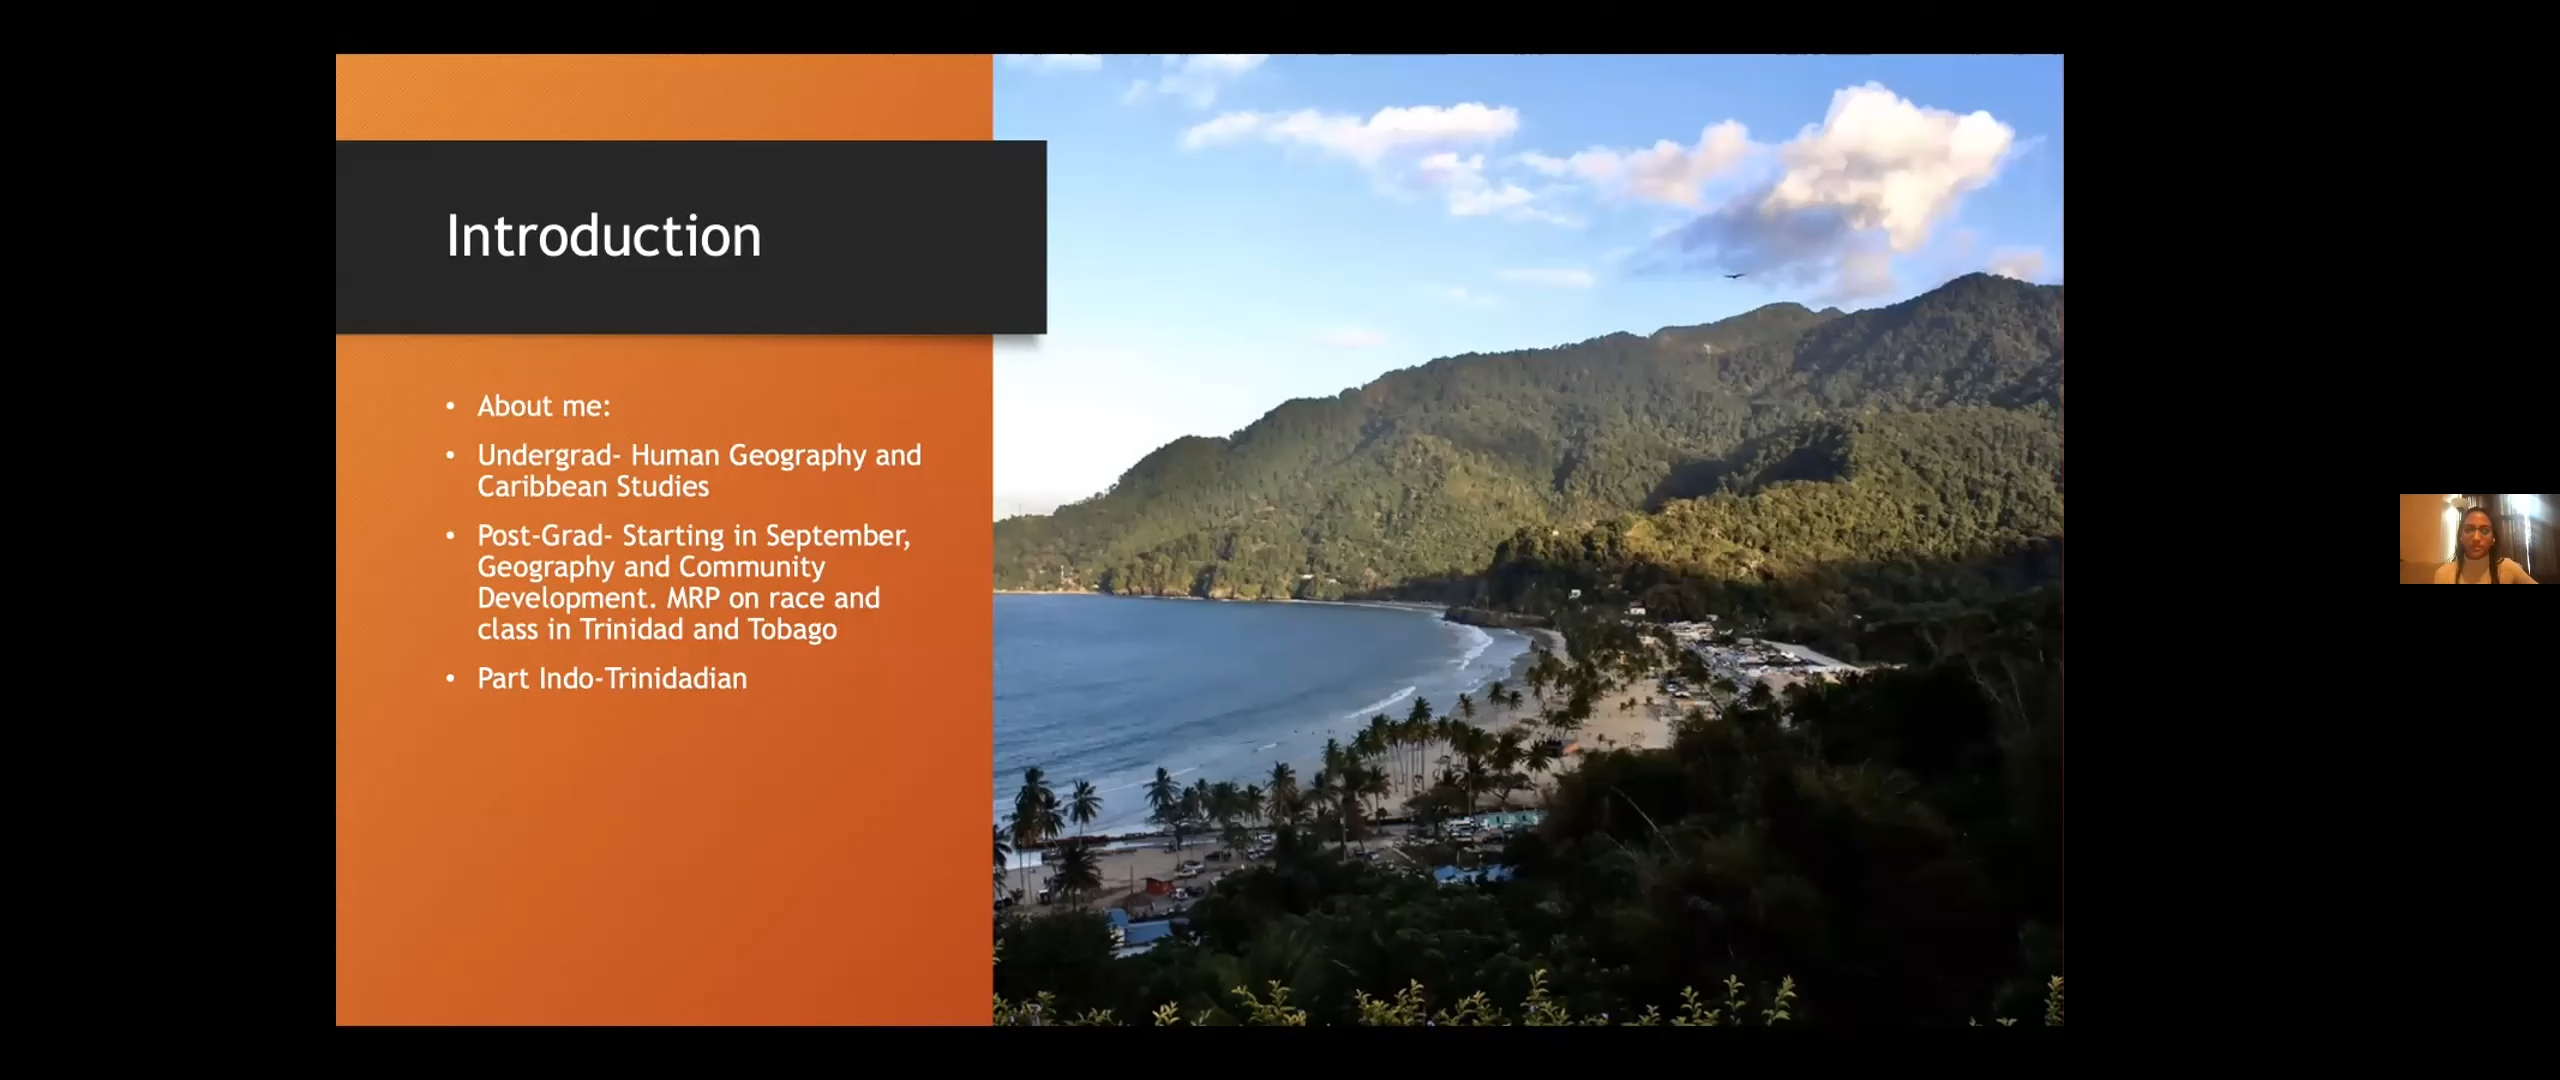 Introduction
• About me:
• Undergrad- Human Geography and
Caribbean Studies
• Post-Grad- Starting in September,
Geography and Community
Development. MRP on race and
class in Trinidad and Tobago
• Part Indo-Trinidadian